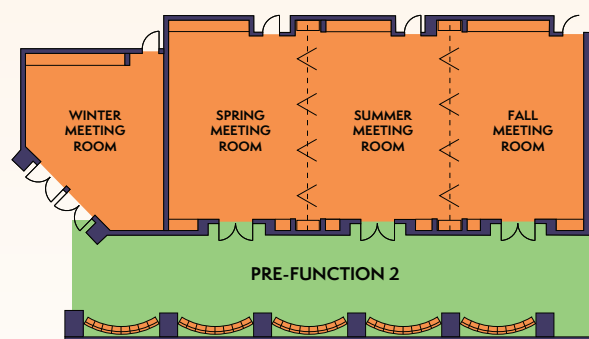 WINTER
MEETING
ROOM
SPRING
MEETING
ROOM
SUMMER
MEETING
ROOM
FALL
MEETING
ROOM
PRE-FUNCTION 2